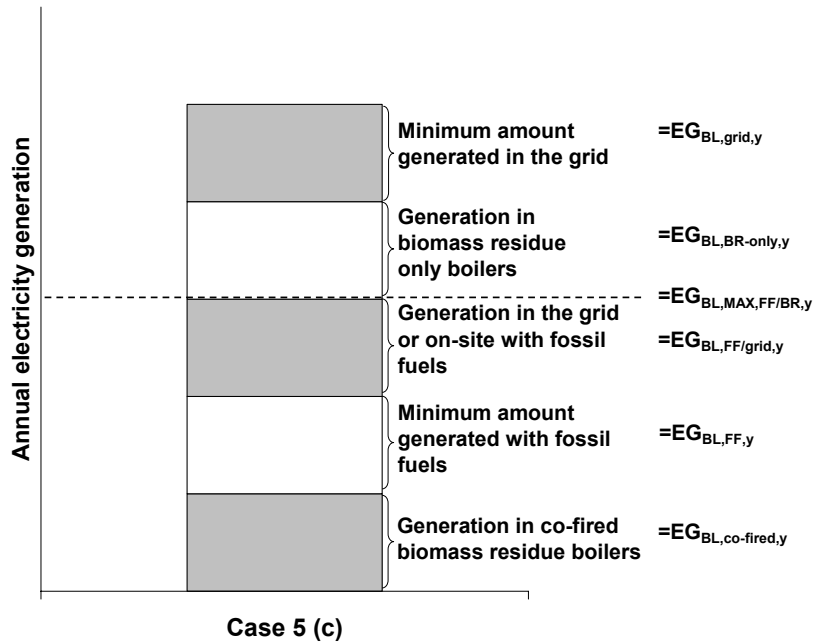 Annual electricity generation
Minimum amount
generated in the grid
=EG_BL,grid,y
Generation in
biomass residue
only boilers
=EG_BL,BR-only,y
=EG_BL,MAX,FF/BR,y
Generation in the grid
or on-site with fossil
fuels
=EG_BL,FF/grid,y
Minimum amount
generated with fossil
fuels
=EG_BL,FF,y
Generation in co-fired
biomass residue boilers
=EG_BL,co-fired,y
Case 5 (c)